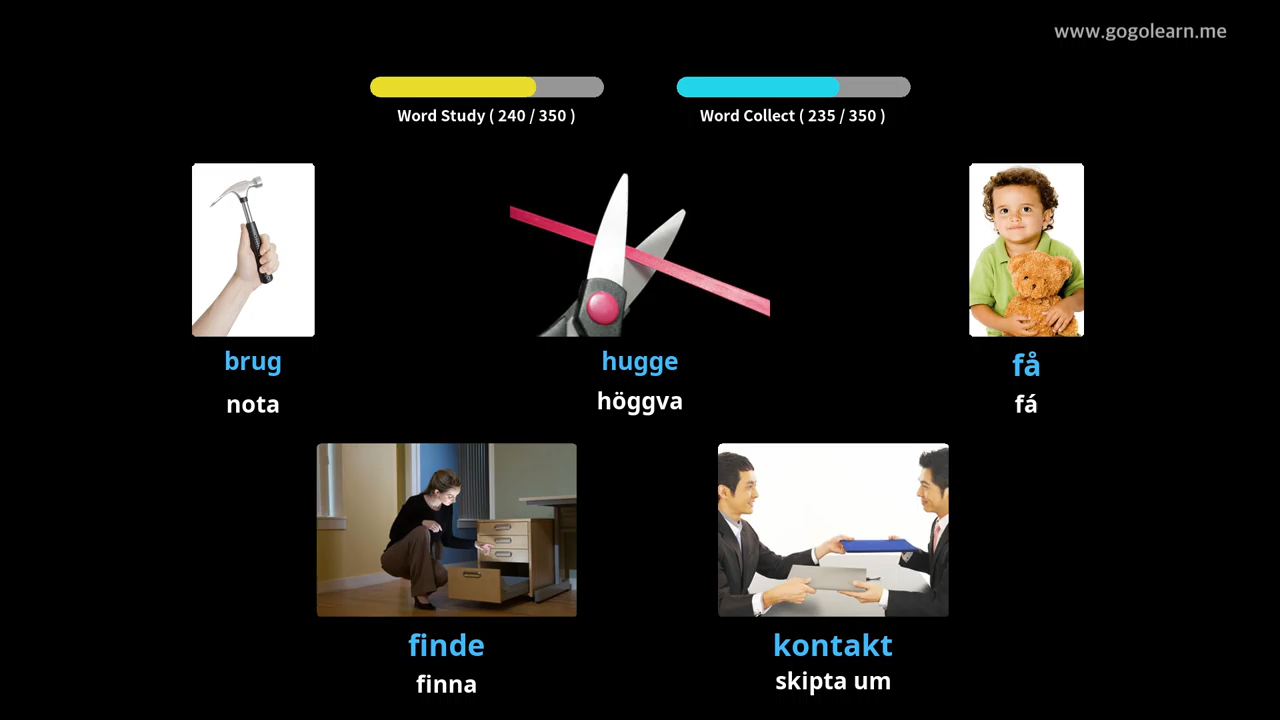 www.gogolearn.me
Word Study ( 240 / 350 )
Word Collect ( 235 / 350 )
brug
nota
hugge
höggva
få
fá
finde
finna
kontakt
skipta um